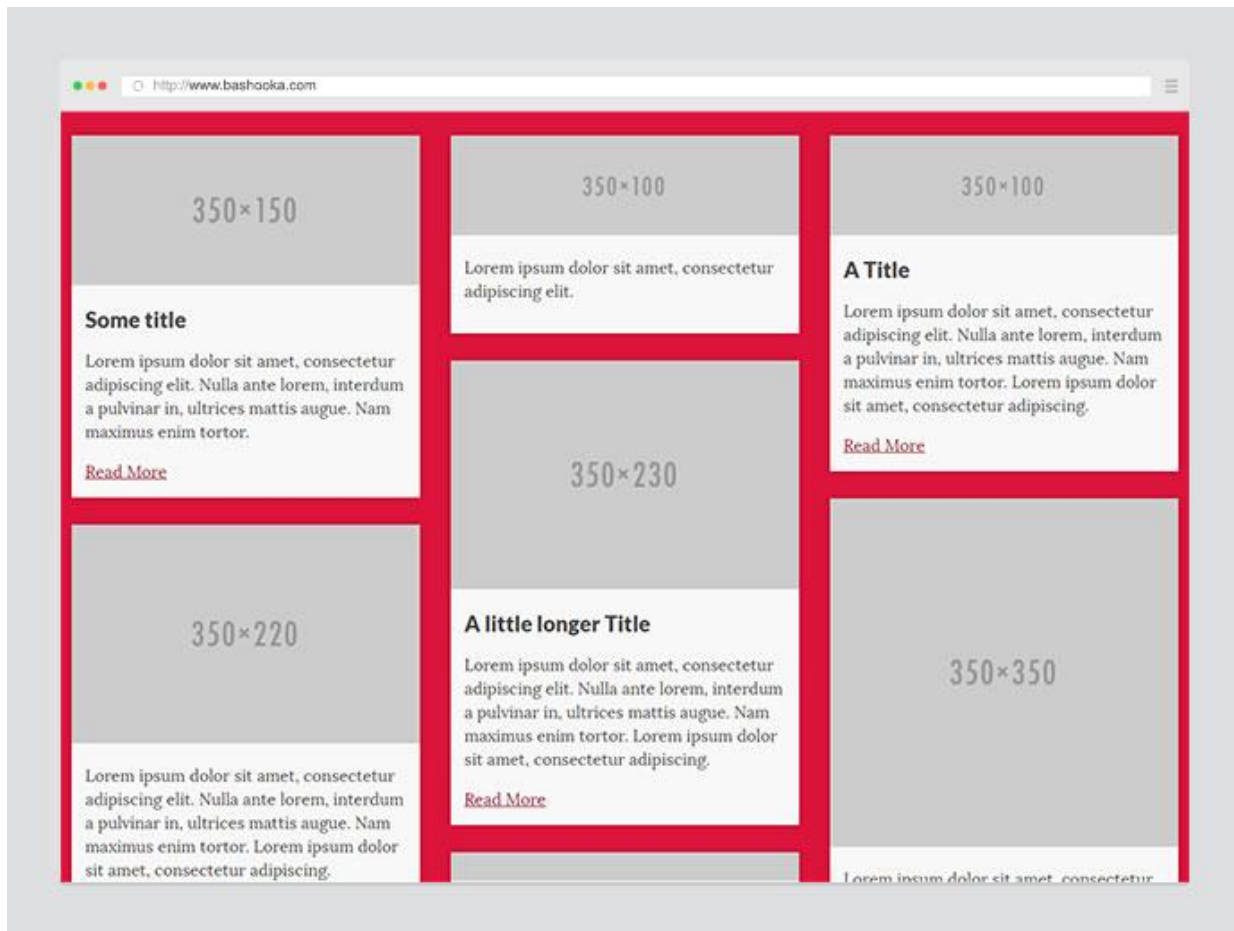 http://www.bashooka.com
350×150
Some title
Lorem ipsum dolor sit amet, consectetur
adipiscing elit. Nulla ante lorem, interdum
a pulvinar in, ultrices mattis augue. Nam
maximus enim tortor.
Read More
350×220
Lorem ipsum dolor sit amet, consectetur
adipiscing elit. Nulla ante lorem, interdum
a pulvinar in, ultrices mattis augue. Nam
maximus enim tortor. Lorem ipsum dolor
sit amet, consectetur adipiscing.
350×100
Lorem ipsum dolor sit amet, consectetur
adipiscing elit.
350×230
A little longer Title
Lorem ipsum dolor sit amet, consectetur
adipiscing elit. Nulla ante lorem, interdum
a pulvinar in, ultrices mattis augue. Nam
maximus enim tortor. Lorem ipsum dolor
sit amet, consectetur adipiscing.
Read More
350×100
A Title
Lorem ipsum dolor sit amet, consectetur
adipiscing elit. Nulla ante lorem, interdum
a pulvinar in, ultrices mattis augue. Nam
maximus enim tortor. Lorem ipsum dolor
sit amet, consectetur adipiscing.
Read More
350×350
Lorem ipsum dolor sit amet, consectetur